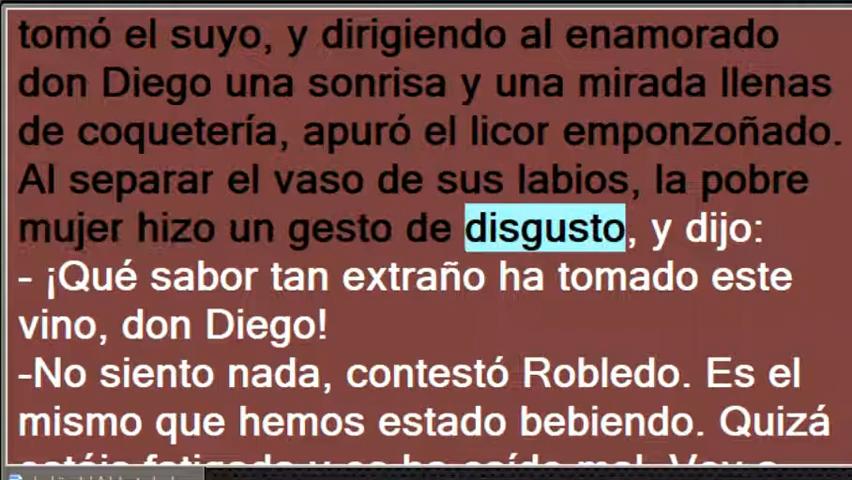 tomó el suyo, y dirigiendo al enamorado
don Diego una sonrisa y una mirada llenas
de coquetería, apuró el licor emponzoñado.
Al separar el vaso de sus labios, la pobre
mujer hizo un gesto de disgusto, y dijo:
- ¡Qué sabor tan extraño ha tomado este
vino, don Diego!
-No siento nada, contestó Robledo. Es el
mismo que hemos estado bebiendo. Quizá